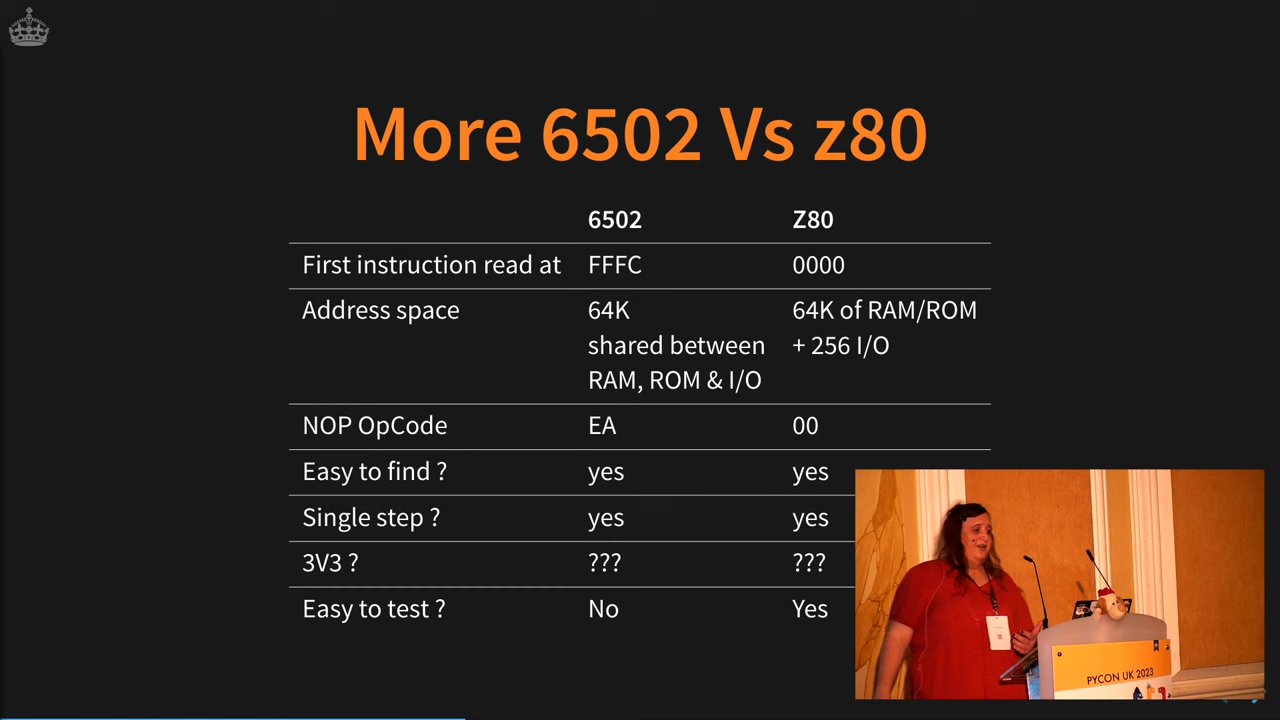 More 6502 Vs z80
6502 Z80
First instruction read at FFFC 0000
Address space 64K 64K of RAM/ROM
shared between + 256 I/O
RAM, ROM & I/O
NOP OpCode EA 00
Easy to find ? yes yes
Single step ? yes yes
3V3 ? ??? ???
Easy to test ? No Yes
PYCON UK 2023